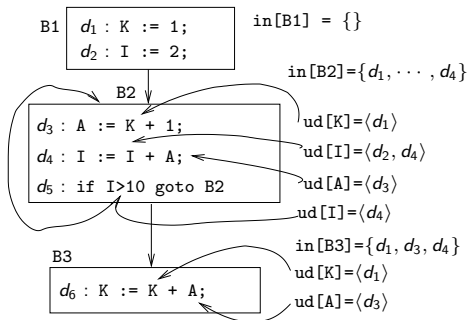 B1
d₁ : K := 1;
d₂ : I := 2;
in[B1] = {}
in[B2]={d₁, ··· , d₄}
B2
d₃ : A := K + 1;
d₄ : I := I + A;
d₅ : if I>10 goto B2
ud[K]=⟨d₁⟩
ud[I]=⟨d₂, d₄⟩
ud[A]=⟨d₃⟩
ud[I]=⟨d₄⟩
in[B3]={d₁, d₃, d₄}
B3
d₆ : K := K + A;
ud[K]=⟨d₁⟩
ud[A]=⟨d₃⟩